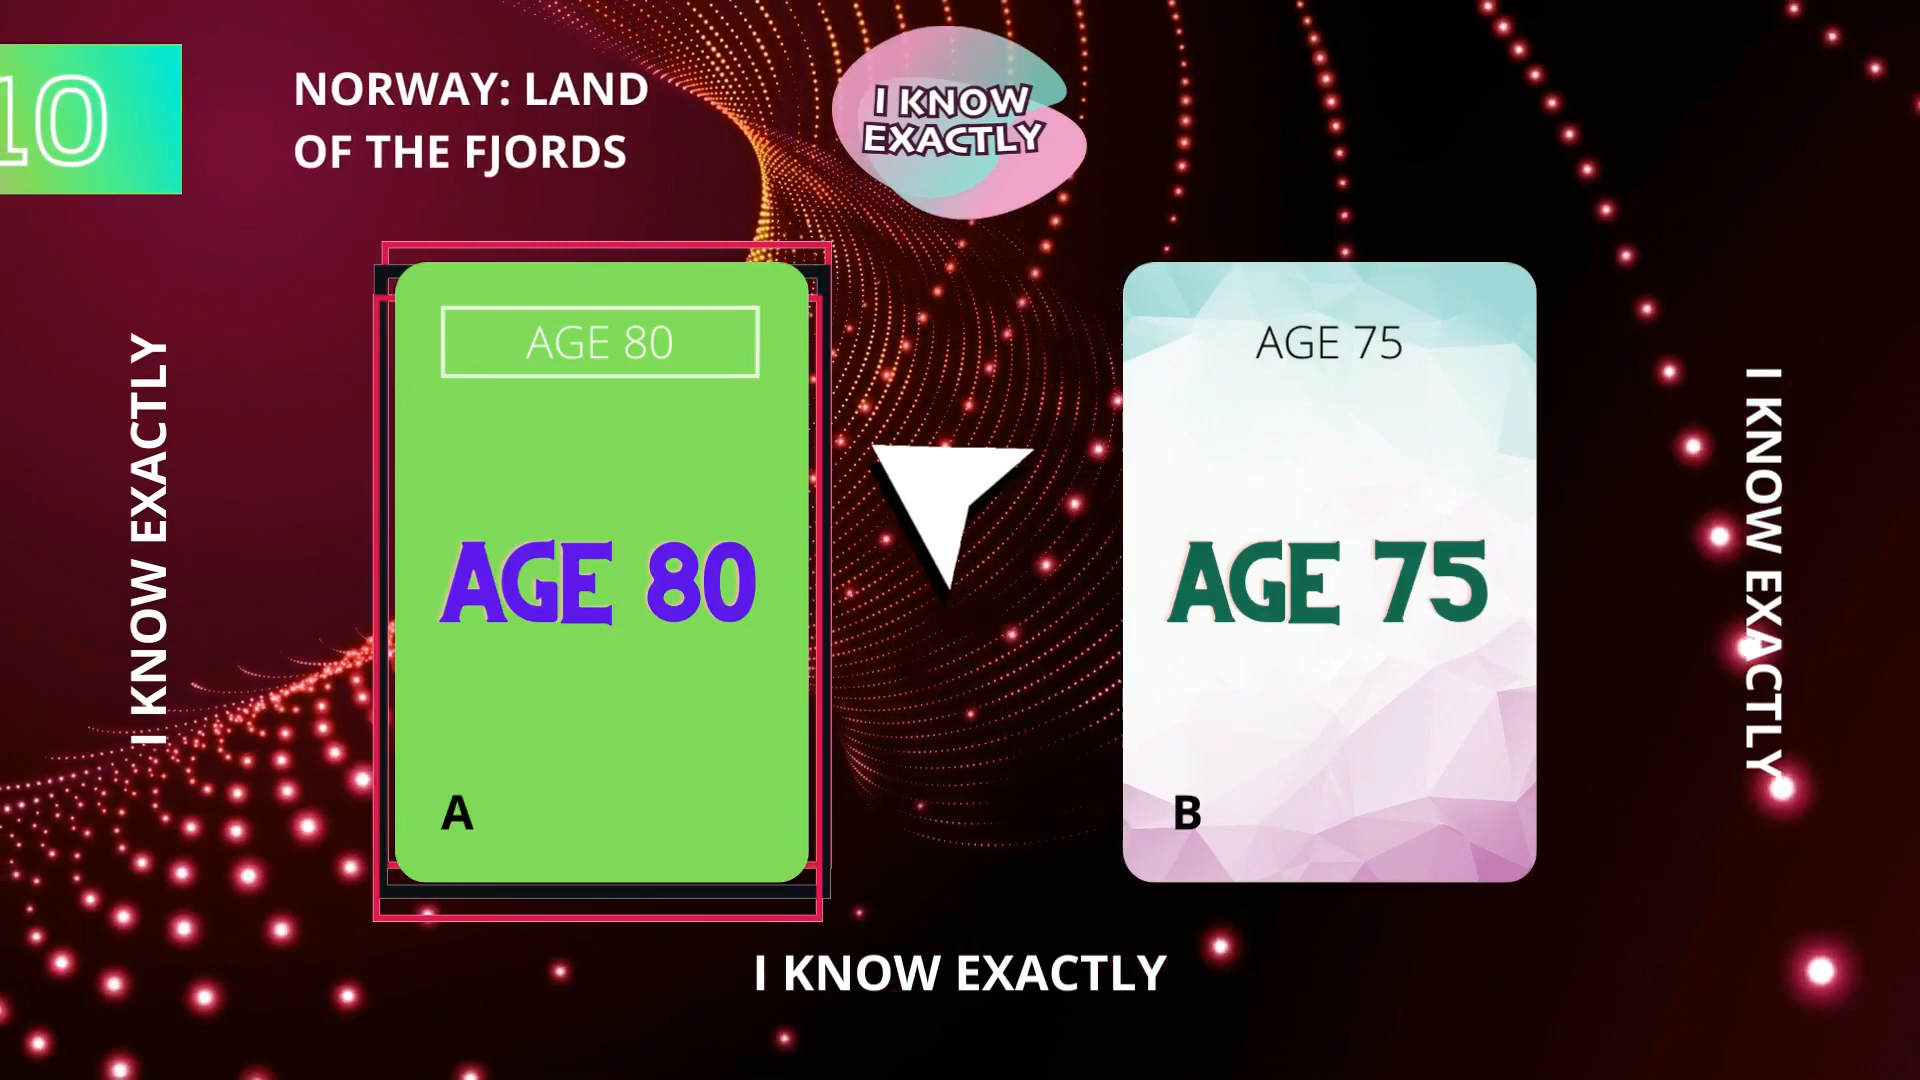 10
NORWAY: LAND
OF THE FJORDS
I KNOW
EXACTLY
I KNOW EXACTLY
AGE 80
AGE 80
A
AGE 75
AGE 75
B
I KNOW EXACTLY
I KNOW EXACTLY